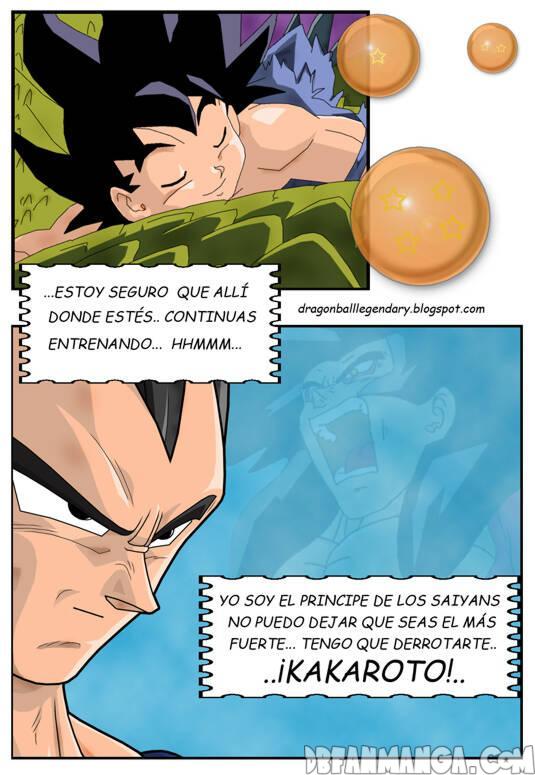 ...ESTOY SEGURO QUE ALLÍ
DONDE ESTÉS.. CONTINUAS
ENTRENANDO... HHMMM...
dragonballlegendary.blogspot.com
YO SOY EL PRINCIPE DE LOS SAIYANS
NO PUEDO DEJAR QUE SEAS EL MÁS
FUERTE... TENGO QUE DERROTARTE..
..¡KAKAROTO!..
DBFANMANGA.COM